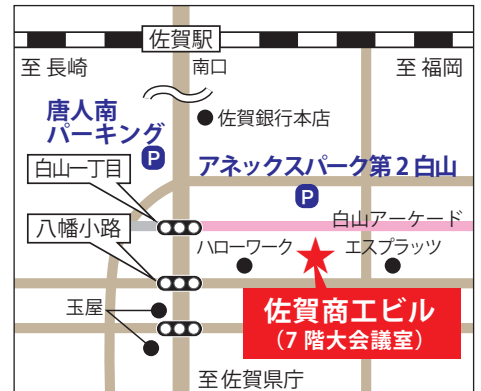 佐賀駅
至 長崎
南口
至 福岡
唐人南
パーキング
P
佐賀銀行本店
白山一丁目
アネックスパーク第2白山
P
八幡小路
白山アーケード
ハローワーク
エスプラッツ
玉屋
佐賀商工ビル
(7階大会議室)
至佐賀県庁